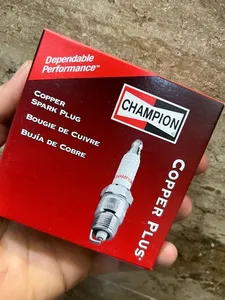 Dependable
Performance™
CHAMPION
COPPER
SPARK PLUG
BOUGIE DE CUIVRE
BUJÍA DE COBRE
COPPER PLUS®